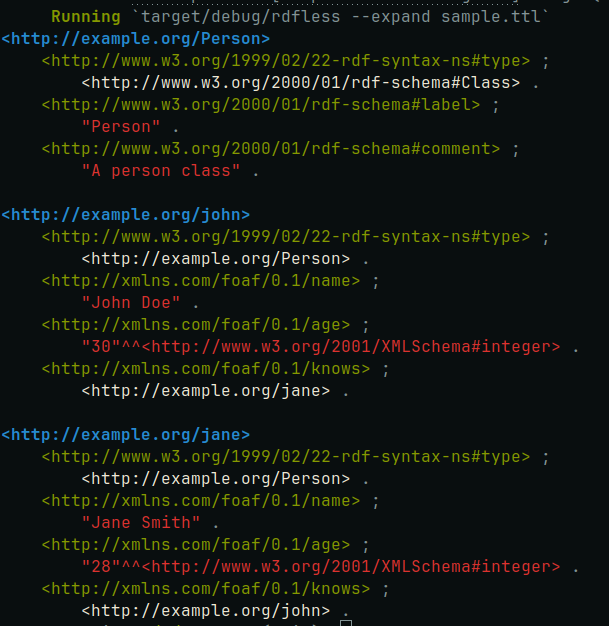 Running `target/debug/rdfless --expand sample.ttl`
<http://example.org/Person>
<http://www.w3.org/1999/02/22-rdf-syntax-ns#type> ;
<http://www.w3.org/2000/01/rdf-schema#Class> .
<http://www.w3.org/2000/01/rdf-schema#label> ;
"Person" .
<http://www.w3.org/2000/01/rdf-schema#comment> ;
"A person class" .
<http://example.org/john>
<http://www.w3.org/1999/02/22-rdf-syntax-ns#type> ;
<http://example.org/Person> .
<http://xmlns.com/foaf/0.1/name> ;
"John Doe" .
<http://xmlns.com/foaf/0.1/age> ;
"30"^^<http://www.w3.org/2001/XMLSchema#integer> .
<http://xmlns.com/foaf/0.1/knows> ;
<http://example.org/jane> .
<http://example.org/jane>
<http://www.w3.org/1999/02/22-rdf-syntax-ns#type> ;
<http://example.org/Person> .
<http://xmlns.com/foaf/0.1/name> ;
"Jane Smith" .
<http://xmlns.com/foaf/0.1/age> ;
"28"^^<http://www.w3.org/2001/XMLSchema#integer> .
<http://xmlns.com/foaf/0.1/knows> ;
<http://example.org/john> .